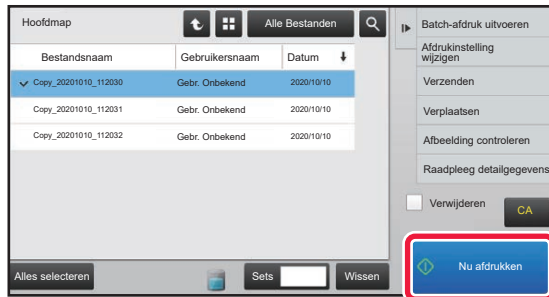 Hoofdmap
Alle Bestanden
Bestandsnaam Gebruikersnaam Datum
Copy_20201010_112030 Gebr. Onbekend 2020/10/10
Copy_20201010_112031 Gebr. Onbekend 2020/10/10
Copy_20201010_112032 Gebr. Onbekend 2020/10/10
Alles selecteren
Sets
Wissen
Batch-afdruk uitvoeren
Afdrukinstelling
wijzigen
Verzenden
Verplaatsen
Afbeelding controleren
Raadpleeg detailgegevens
Verwijderen
CA
Nu afdrukken